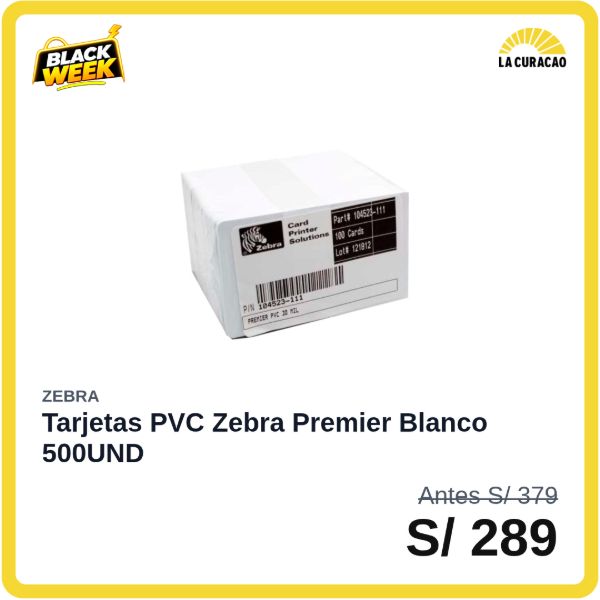 BLACK
WEEK
LA CURACAO
Zebra
Card
Printer
Solutions
Part# 104523-111
100 Cards
Lot# 121812
P/N 104523-111
PREMIER PVC 30 MIL
ZEBRA
Tarjetas PVC Zebra Premier Blanco
500UND
Antes S/ 379
S/ 289